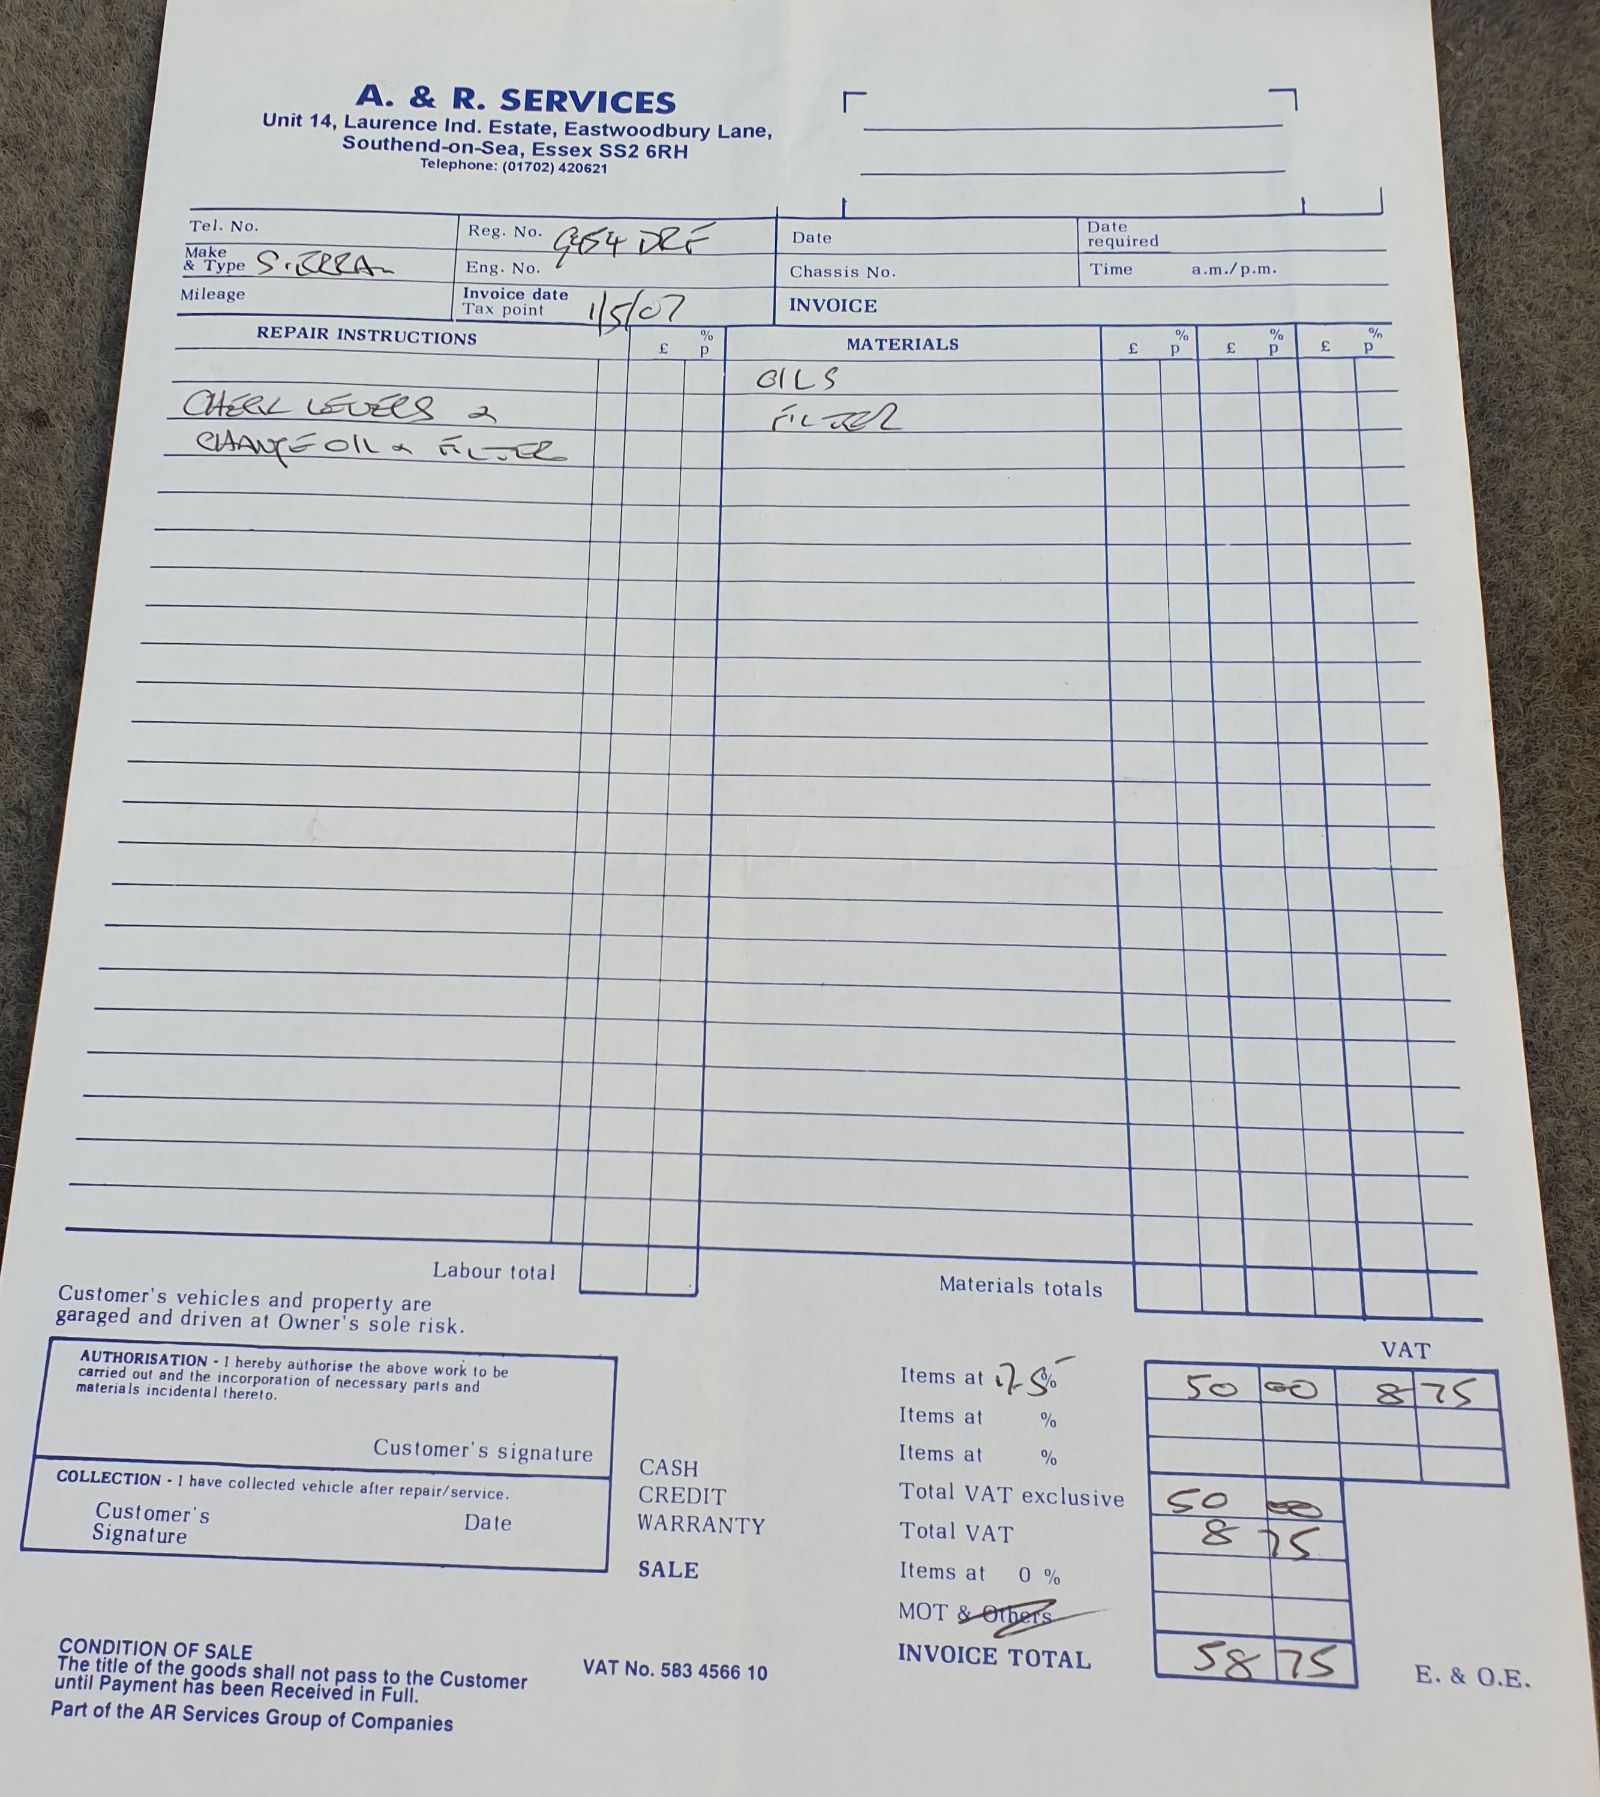 A. & R. SERVICES
Unit 14, Laurence Ind. Estate, Eastwoodbury Lane,
Southend-on-Sea, Essex SS2 6RH
Telephone: (01702) 420621
Tel. No. Reg. No. G454 DRF Date Date required
Make & Type SIERRA Eng. No. Chassis No. Time a.m./p.m.
Mileage Invoice date Tax point 1/5/07 INVOICE
REPAIR INSTRUCTIONS £ % p MATERIALS £ % p £ % p £ % p
OILS
CHECK LEVELS & FILTER
CHANGE OIL & FILTER
Labour total Materials totals
Customer's vehicles and property are
garaged and driven at Owner's sole risk.
VAT
AUTHORISATION - I hereby authorise the above work to be
carried out and the incorporation of necessary parts and
materials incidental thereto.
Customer's signature
COLLECTION - I have collected vehicle after repair/service.
Customer's Signature Date
CASH
CREDIT
WARRANTY
SALE
Items at 17.5% 50 00 8 75
Items at %
Items at %
Total VAT exclusive 50 00
Total VAT 8 75
Items at 0 %
MOT & Others
INVOICE TOTAL 58 75
E. & O.E.
CONDITION OF SALE
The title of the goods shall not pass to the Customer
until Payment has been Received in Full.
Part of the AR Services Group of Companies
VAT No. 583 4566 10